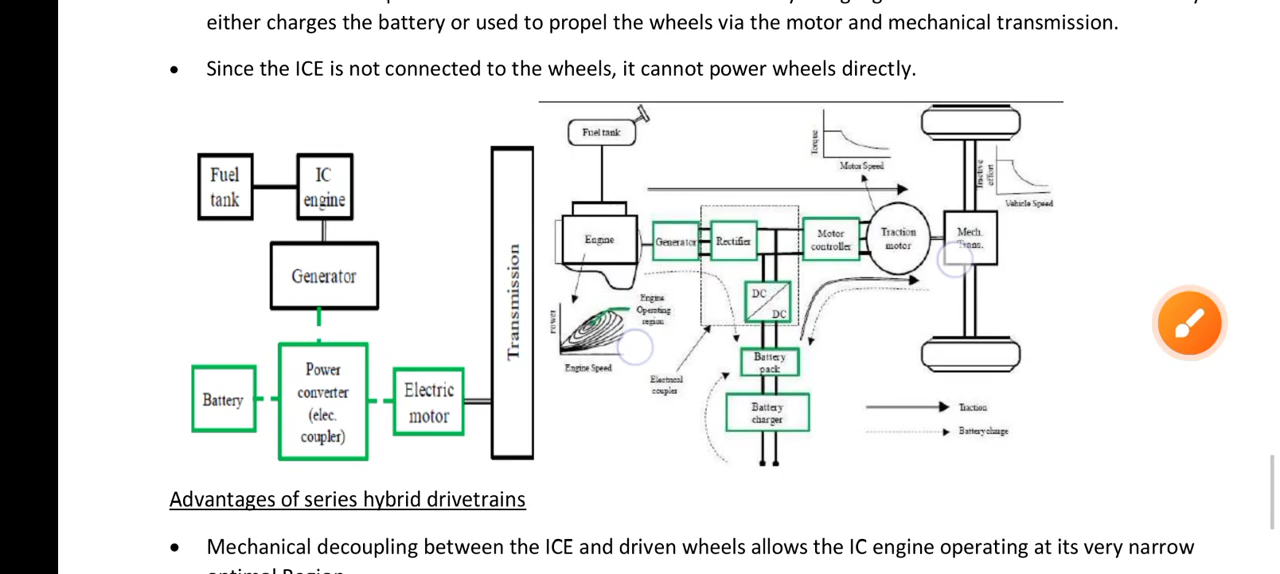 either charges the battery or used to propel the wheels via the motor and mechanical transmission.
• Since the ICE is not connected to the wheels, it cannot power wheels directly.
Fuel
tank
IC
engine
Generator
Battery
Power
converter
(elec.
coupler)
Electric
motor
Transmission
Fuel tank
Engine
Generator
Rectifier
Motor
controller
Traction
motor
Mech.
Trans.
Torque
Motor Speed
Tractive
effort
Vehicle Speed
DC
DC
Engine
Operating
region
Power
Engine Speed
Electrical
coupler
Battery
pack
Battery
charger
Traction
Battery charge
Advantages of series hybrid drivetrains
• Mechanical decoupling between the ICE and driven wheels allows the IC engine operating at its very narrow